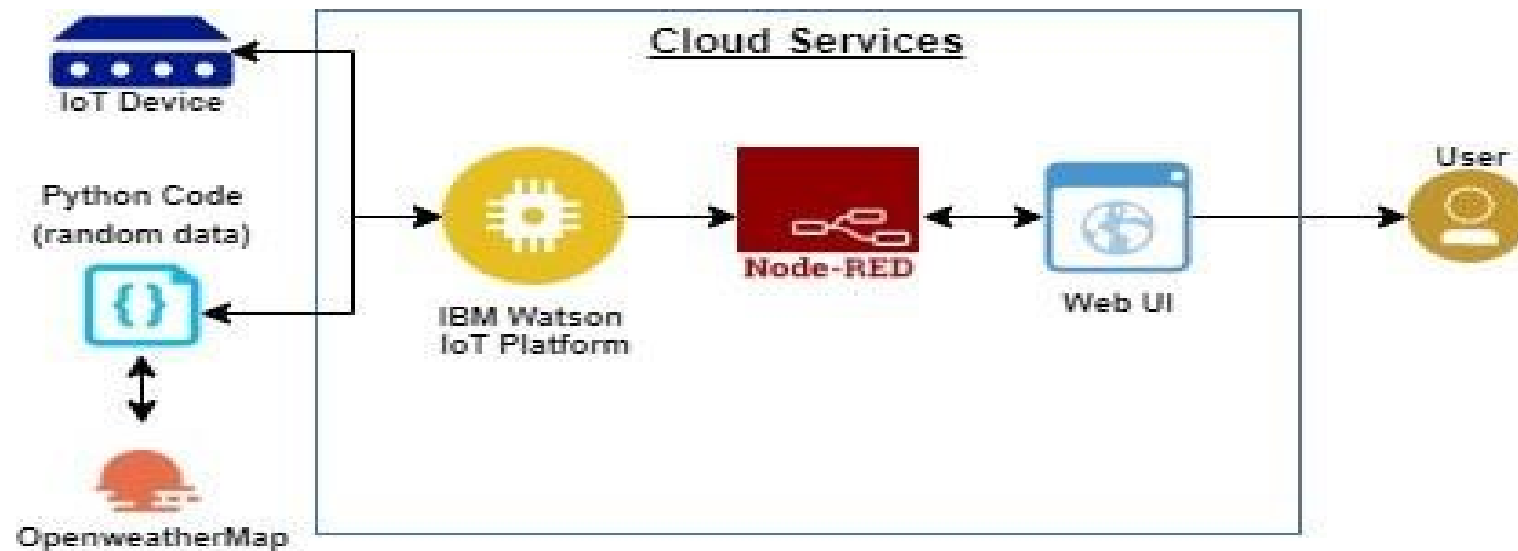 Cloud Services
IoT Device
Python Code
(random data)
OpenweatherMap
IBM Watson
IoT Platform
Node-RED
Web UI
User